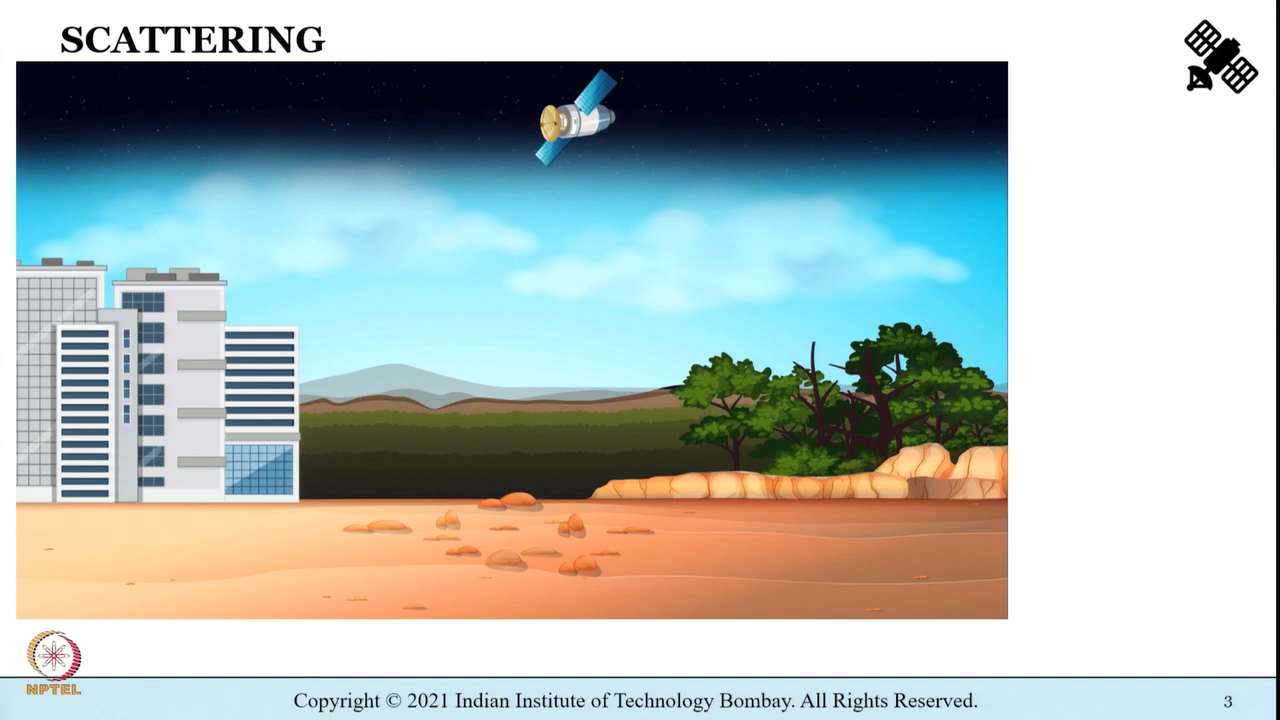 SCATTERING
NPTEL
Copyright © 2021 Indian Institute of Technology Bombay. All Rights Reserved.
3